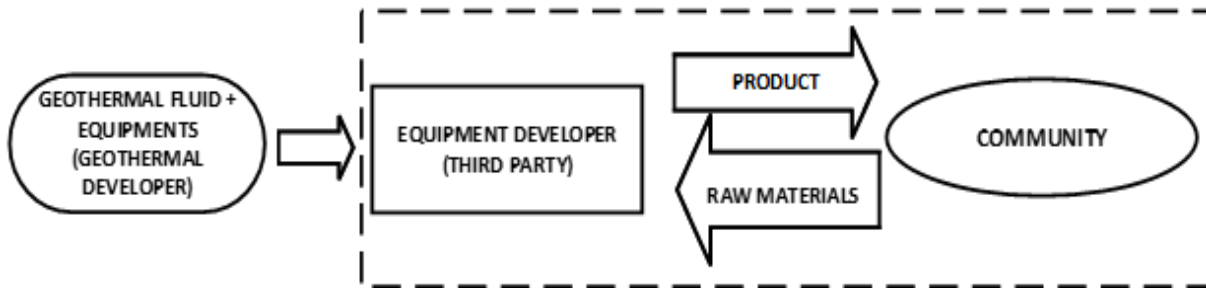 GEOTHERMAL FLUID +
EQUIPMENTS
(GEOTHERMAL
DEVELOPER)
EQUIPMENT DEVELOPER
(THIRD PARTY)
PRODUCT
RAW MATERIALS
COMMUNITY